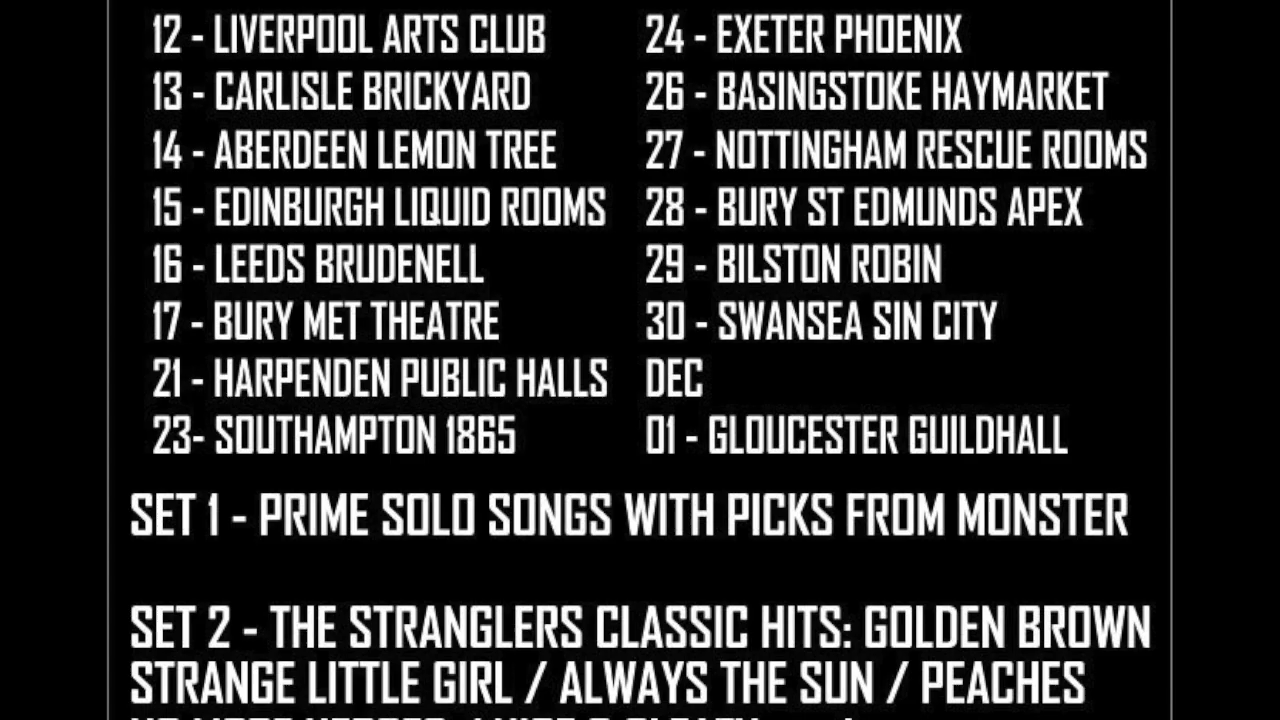 12 - LIVERPOOL ARTS CLUB
13 - CARLISLE BRICKYARD
14 - ABERDEEN LEMON TREE
15 - EDINBURGH LIQUID ROOMS
16 - LEEDS BRUDENELL
17 - BURY MET THEATRE
21 - HARPENDEN PUBLIC HALLS
23- SOUTHAMPTON 1865
24 - EXETER PHOENIX
26 - BASINGSTOKE HAYMARKET
27 - NOTTINGHAM RESCUE ROOMS
28 - BURY ST EDMUNDS APEX
29 - BILSTON ROBIN
30 - SWANSEA SIN CITY
DEC
01 - GLOUCESTER GUILDHALL
SET 1 - PRIME SOLO SONGS WITH PICKS FROM MONSTER
SET 2 - THE STRANGLERS CLASSIC HITS: GOLDEN BROWN
STRANGE LITTLE GIRL / ALWAYS THE SUN / PEACHES